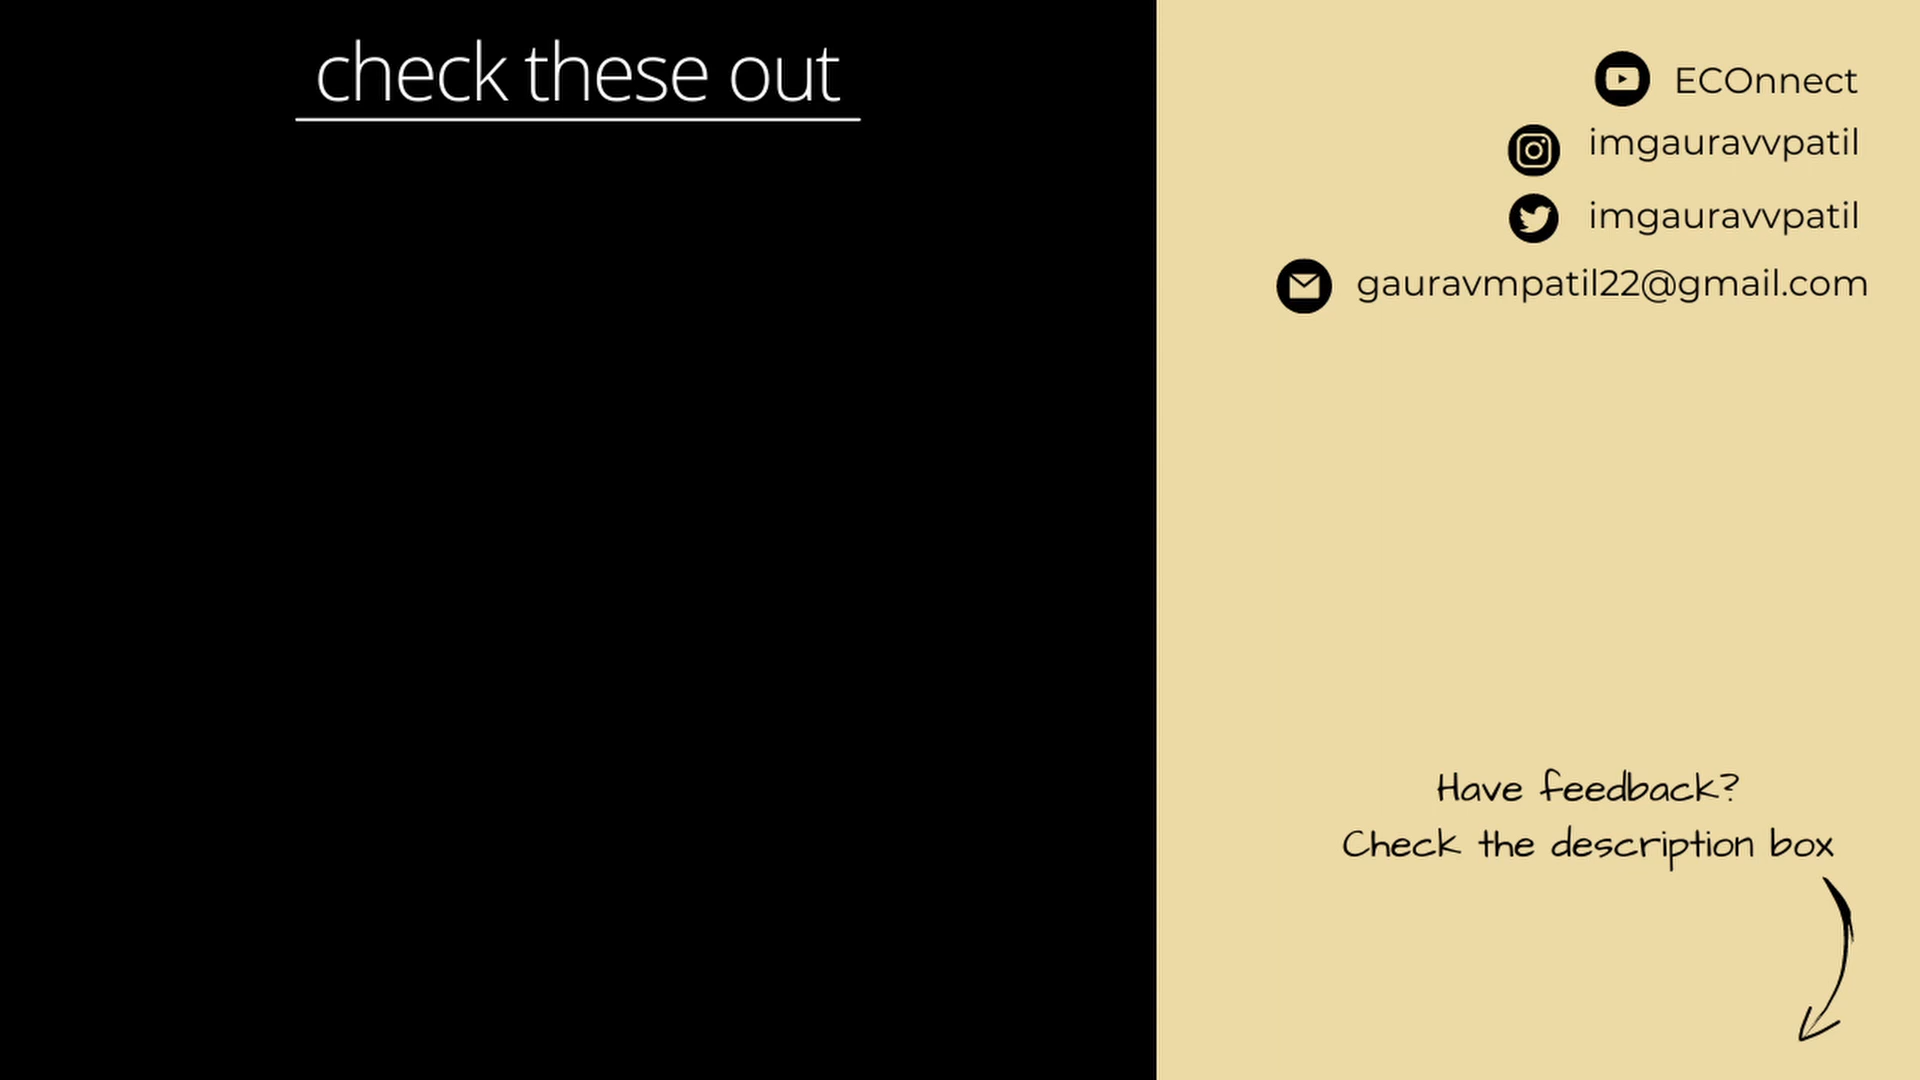 check these out
ECOnnect
imgauravvpatil
imgauravvpatil
gauravmpatil22@gmail.com
Have feedback?
Check the description box